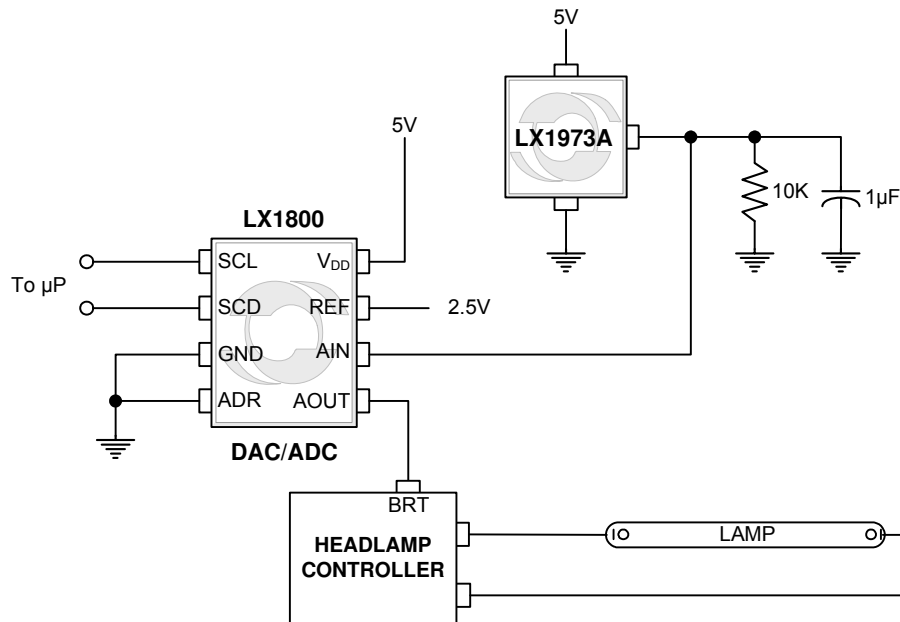 5V
LX1973A
5V
10K
1µF
LX1800
To µP
SCL
VDD
SCD
REF
2.5V
GND
AIN
ADR
AOUT
DAC/ADC
BRT
HEADLAMP
CONTROLLER
LAMP